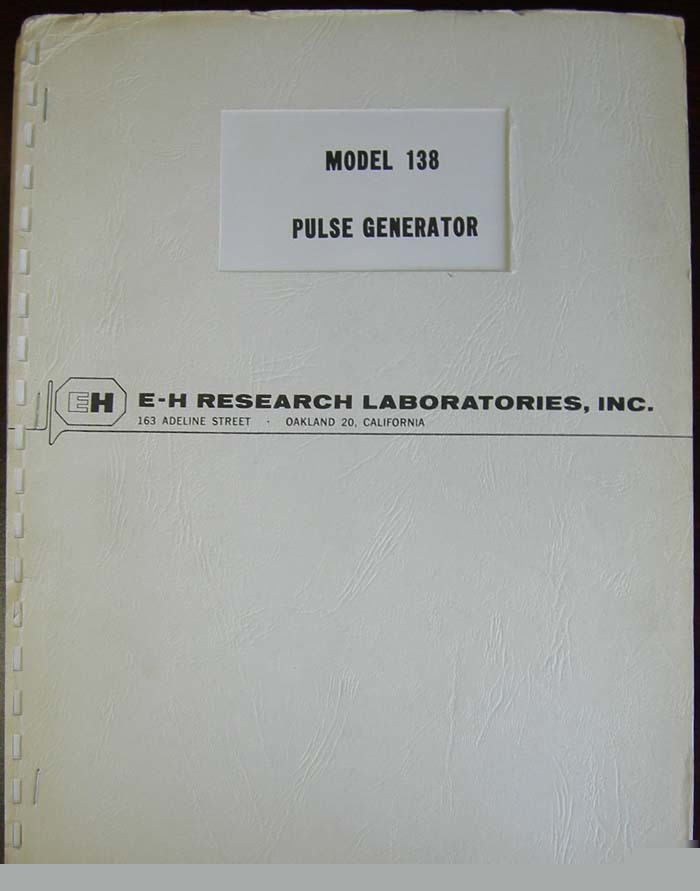 MODEL 138
PULSE GENERATOR
EH E-H RESEARCH LABORATORIES, INC.
163 ADELINE STREET · OAKLAND 20, CALIFORNIA